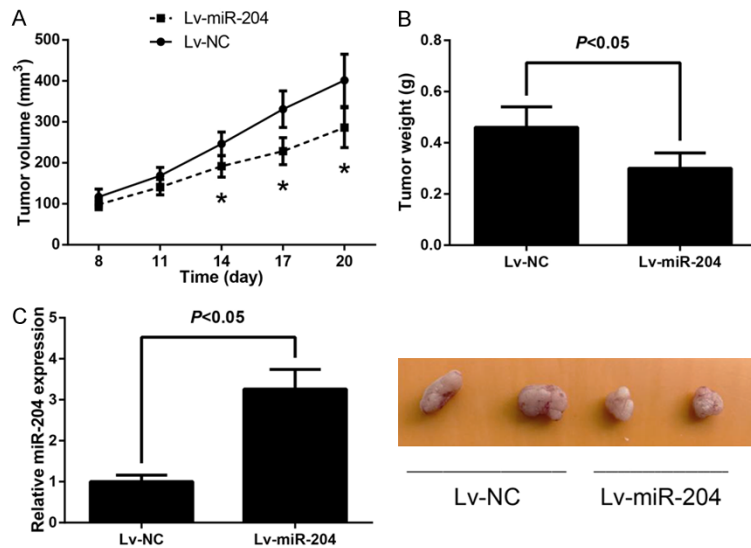 A
Lv-miR-204
Lv-NC
Tumor volume (mm³)
500
400
300
200
100
0
8 11 14 17 20
Time (day)
*
*
*
B
P<0.05
Tumor weight (g)
0.8
0.6
0.4
0.2
0.0
Lv-NC Lv-miR-204
C
P<0.05
Relative miR-204 expression
5
4
3
2
1
0
Lv-NC Lv-miR-204
Lv-NC Lv-miR-204